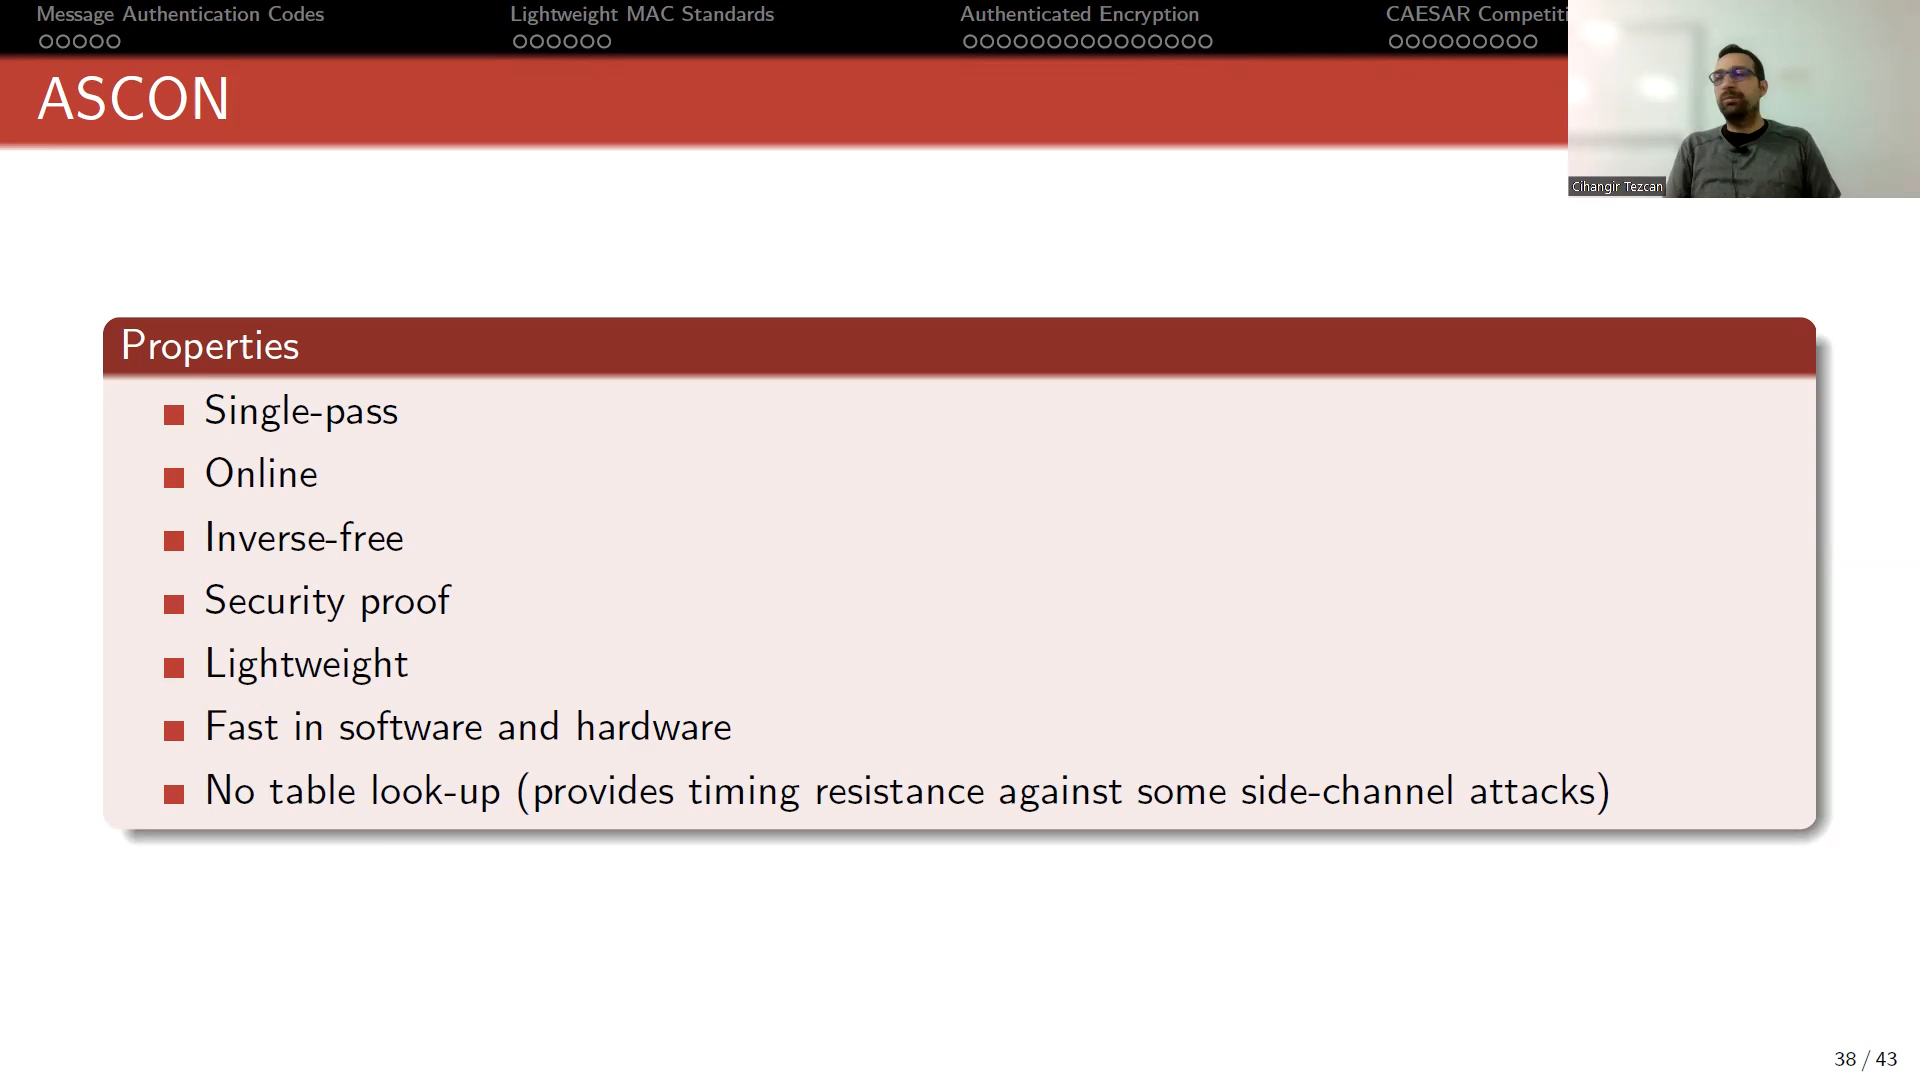 Message Authentication Codes
Lightweight MAC Standards
Authenticated Encryption
CAESAR Competiti
ASCON
Cihangir Tezcan
Properties
Single-pass
Online
Inverse-free
Security proof
Lightweight
Fast in software and hardware
No table look-up (provides timing resistance against some side-channel attacks)
38 / 43